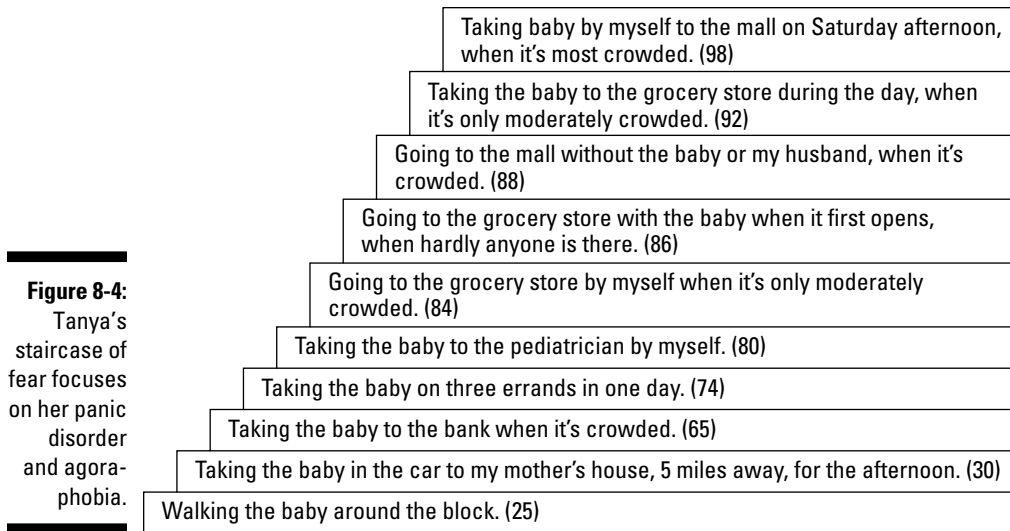 Taking baby by myself to the mall on Saturday afternoon,
when it's most crowded. (98)
Taking the baby to the grocery store during the day, when
it's only moderately crowded. (92)
Going to the mall without the baby or my husband, when it's
crowded. (88)
Going to the grocery store with the baby when it first opens,
when hardly anyone is there. (86)
Going to the grocery store by myself when it's only moderately
crowded. (84)
Taking the baby to the pediatrician by myself. (80)
Taking the baby on three errands in one day. (74)
Taking the baby to the bank when it's crowded. (65)
Taking the baby in the car to my mother's house, 5 miles away, for the afternoon. (30)
Walking the baby around the block. (25)
Figure 8-4:
Tanya's
staircase of
fear focuses
on her panic
disorder
and agora-
phobia.